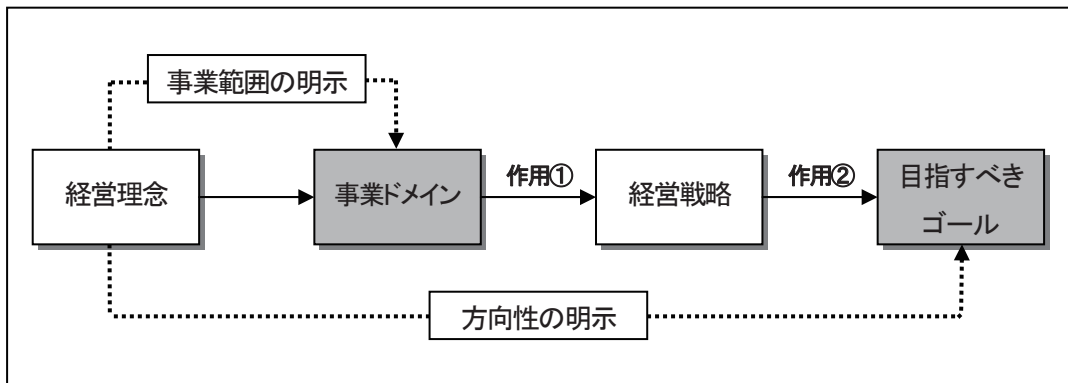 事業範囲の明示
経営理念
事業ドメイン
作用①
経営戦略
作用②
目指すべき
ゴール
方向性の明示